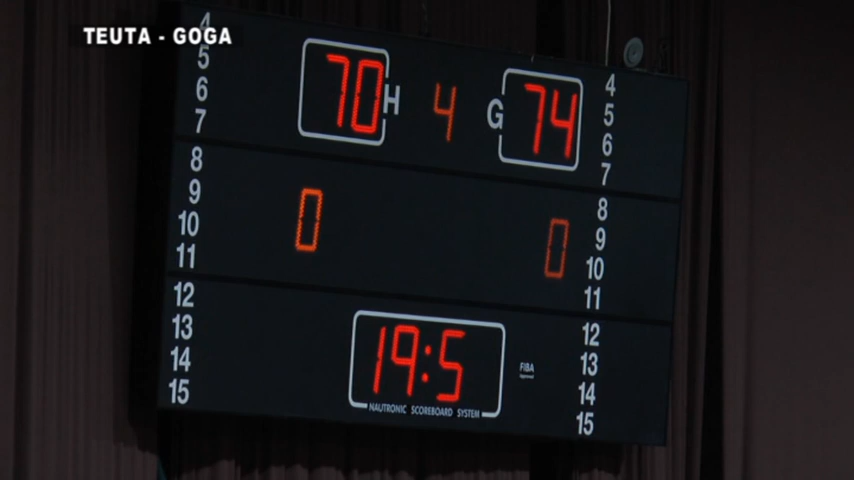 TEUTA - GOGA
4 5 6 7 8 9 10 11 12 13 14 15
70 H 4 G 74
0 0
19:5
NAUTRONIC SCOREBOARD SYSTEM
FIBA
4 5 6 7 8 9 10 11 12 13 14 15